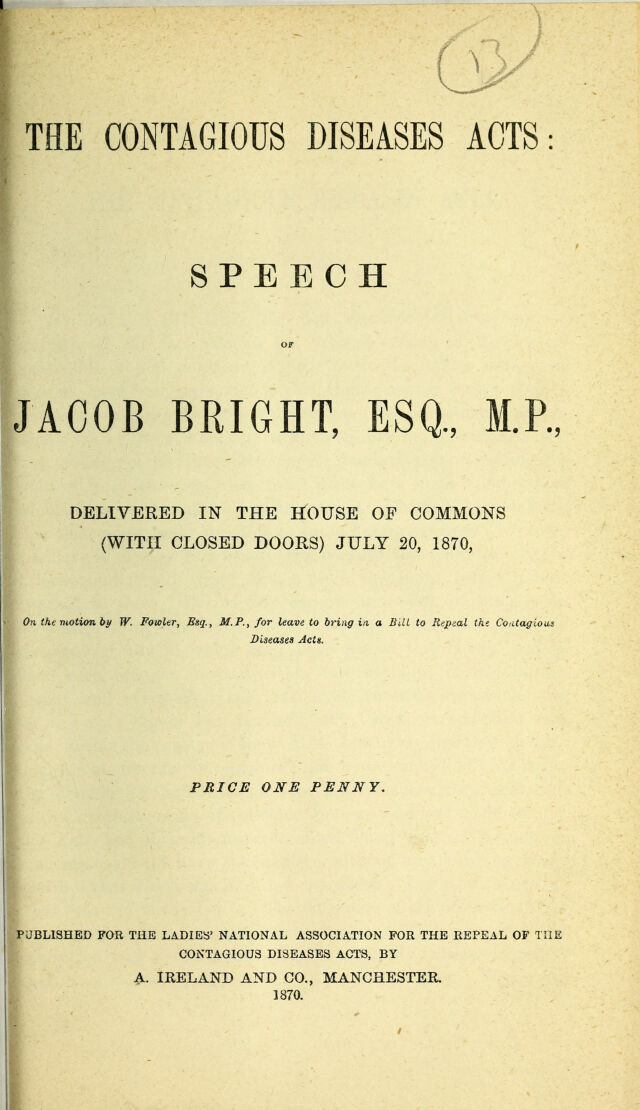 13
THE CONTAGIOUS DISEASES ACTS:
SPEECH
OF
JACOB BRIGHT, ESQ., M.P.,
DELIVERED IN THE HOUSE OF COMMONS
(WITH CLOSED DOORS) JULY 20, 1870,
On the motion by W. Fowler, Esq., M.P., for leave to bring in a Bill to Repeal the Contagious
Diseases Acts.
PRICE ONE PENNY.
PUBLISHED FOR THE LADIES' NATIONAL ASSOCIATION FOR THE REPEAL OF THE
CONTAGIOUS DISEASES ACTS, BY
A. IRELAND AND CO., MANCHESTER.
1870.